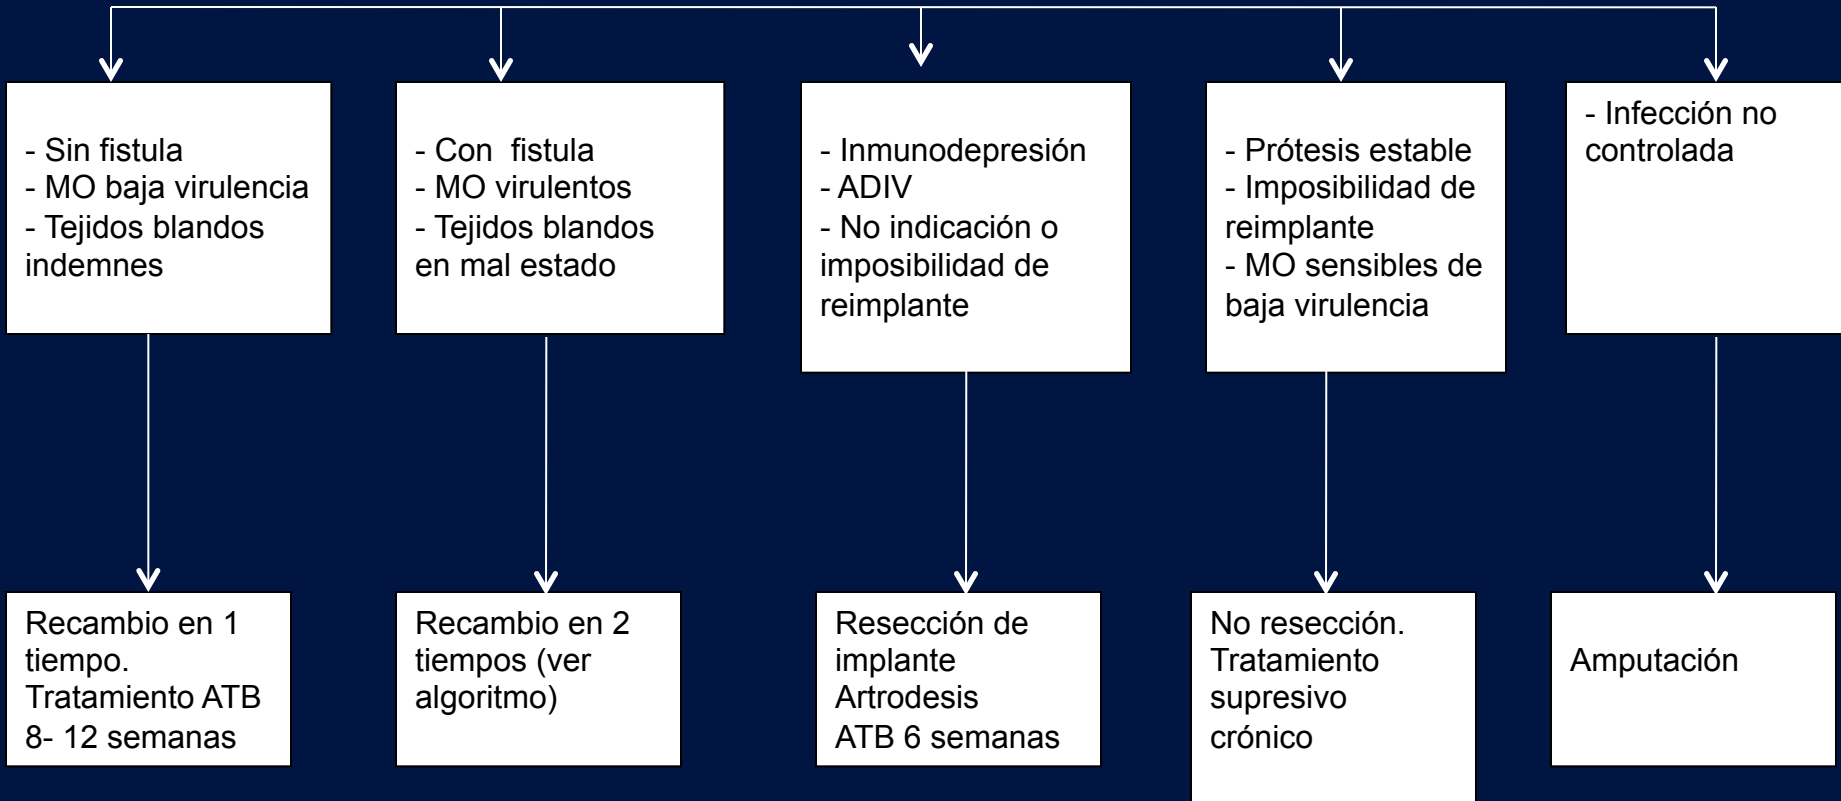 - Sin fistula
- MO baja virulencia
- Tejidos blandos
indemnes
- Con fistula
- MO virulentos
- Tejidos blandos
en mal estado
- Inmunodepresión
- ADIV
- No indicación o
imposibilidad de
reimplante
- Prótesis estable
- Imposibilidad de
reimplante
- MO sensibles de
baja virulencia
- Infección no
controlada
Recambio en 1
tiempo.
Tratamiento ATB
8- 12 semanas
Recambio en 2
tiempos (ver
algoritmo)
Resección de
implante
Artrodesis
ATB 6 semanas
No resección.
Tratamiento
supresivo
crónico
Amputación